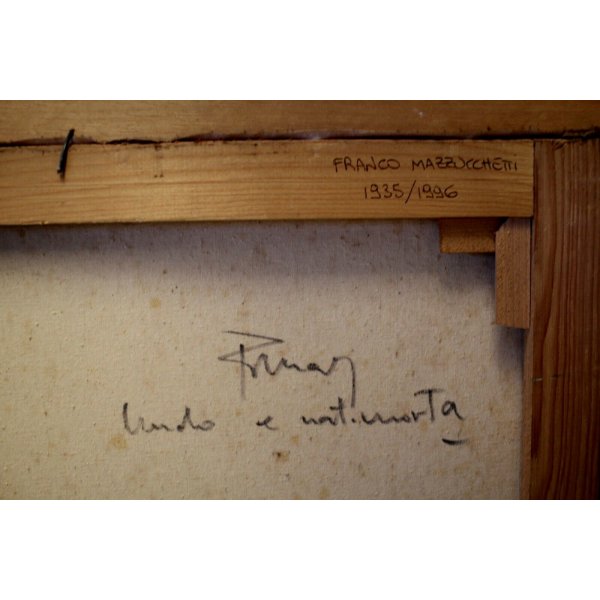 FRANCO MAZZUCCHETTI
1935/1996
Nudo e nat. morta